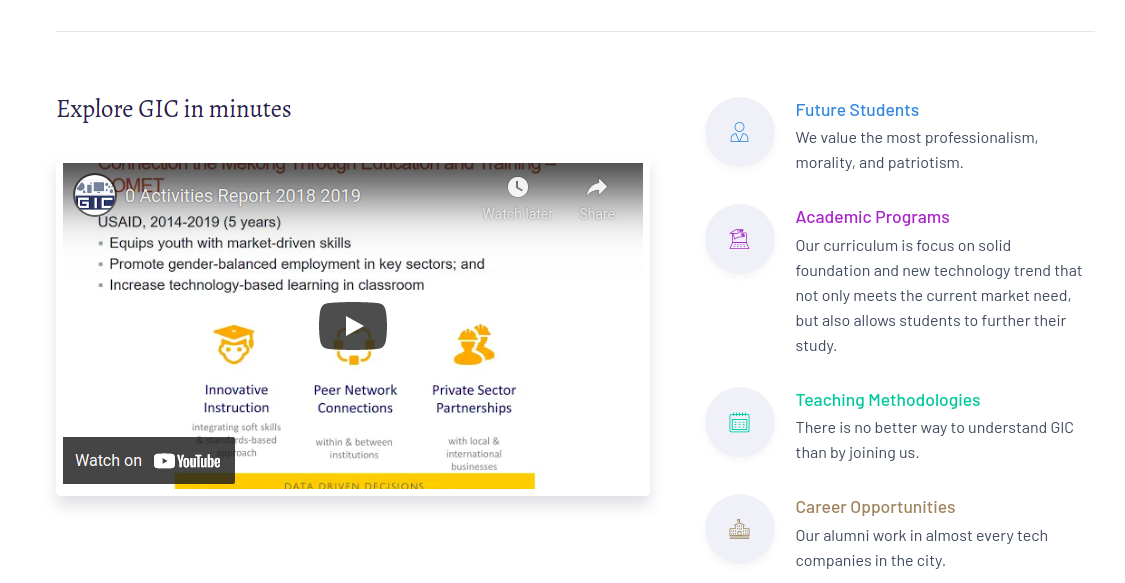 Explore GIC in minutes
Connection the Mekong Through Education and Training –
COMET
GIC
0 Activities Report 2018 2019
Watch later
Share
USAID, 2014-2019 (5 years)
▪ Equips youth with market-driven skills
▪ Promote gender-balanced employment in key sectors; and
▪ Increase technology-based learning in classroom
Innovative
Instruction
integrating soft skills
& standards-based
approach
Peer Network
Connections
within & between
institutions
Private Sector
Partnerships
with local &
international
businesses
DATA DRIVEN DECISIONS
Watch on YouTube
Future Students
We value the most professionalism,
morality, and patriotism.
Academic Programs
Our curriculum is focus on solid
foundation and new technology trend that
not only meets the current market need,
but also allows students to further their
study.
Teaching Methodologies
There is no better way to understand GIC
than by joining us.
Career Opportunities
Our alumni work in almost every tech
companies in the city.